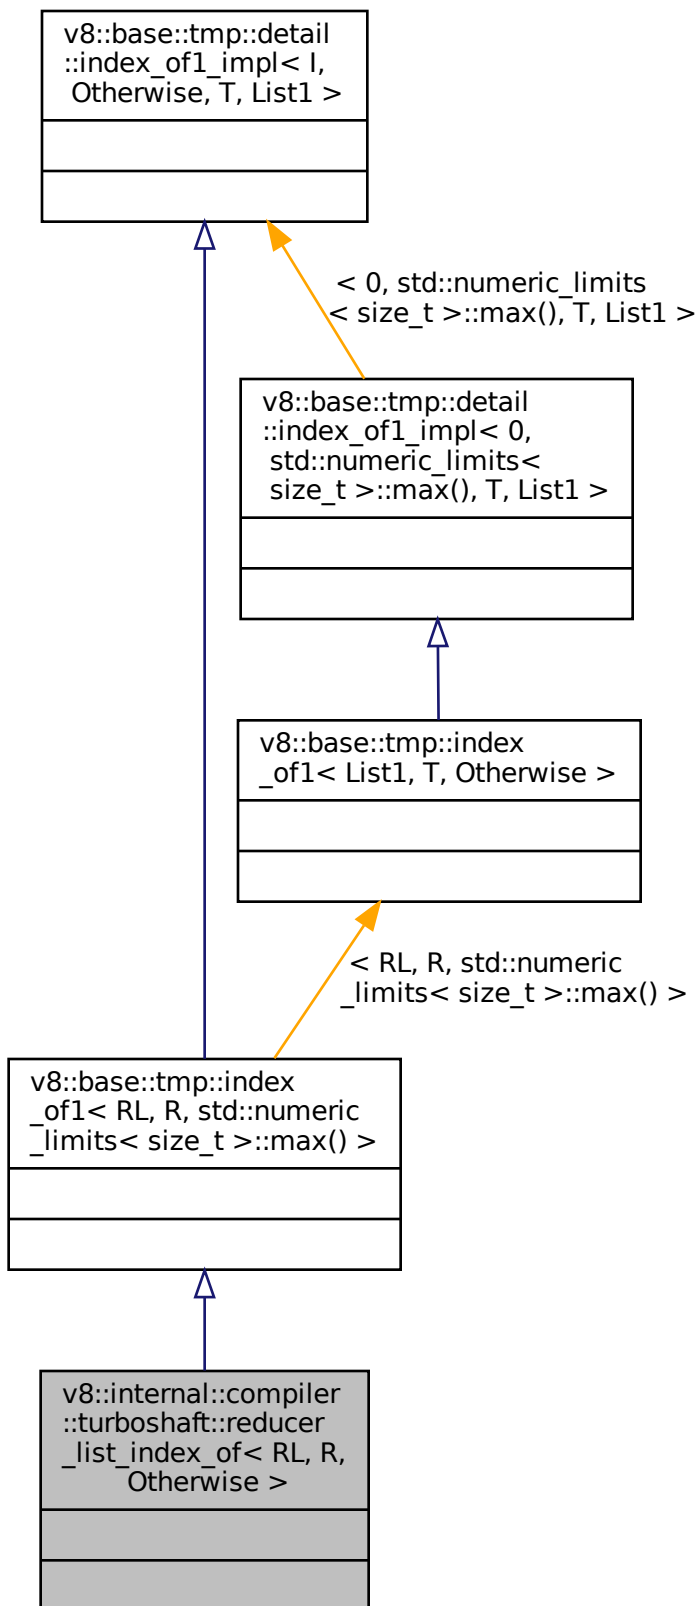 v8::base::tmp::detail
::index_of1_impl< I,
Otherwise, T, List1 >
< 0, std::numeric_limits
< size_t >::max(), T, List1 >
v8::base::tmp::detail
::index_of1_impl< 0,
std::numeric_limits<
size_t >::max(), T, List1 >
v8::base::tmp::index
_of1< List1, T, Otherwise >
< RL, R, std::numeric
_limits< size_t >::max() >
v8::base::tmp::index
_of1< RL, R, std::numeric
_limits< size_t >::max() >
v8::internal::compiler
::turboshaft::reducer
_list_index_of< RL, R,
Otherwise >